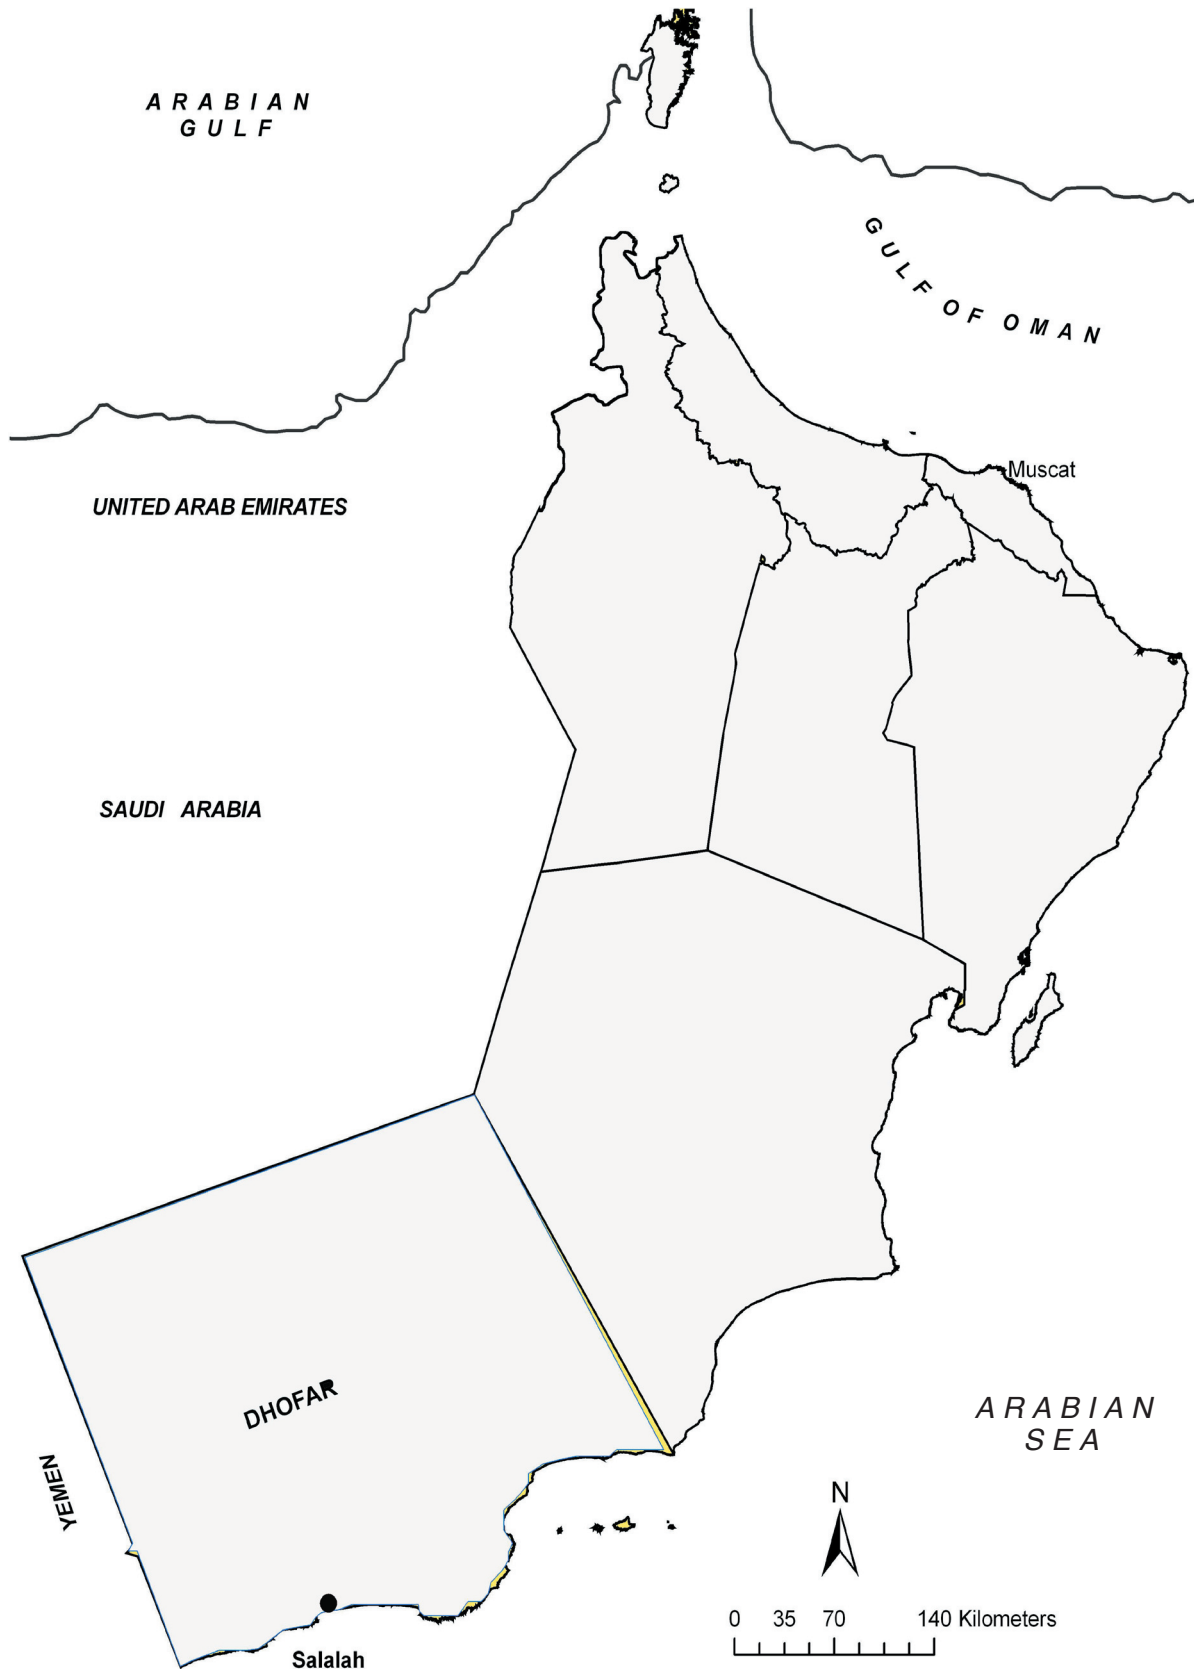 ARABIAN
GULF
GULF OF OMAN
Muscat
UNITED ARAB EMIRATES
SAUDI ARABIA
DHOFAR
YEMEN
ARABIAN
SEA
N
0 35 70 140 Kilometers
Salalah